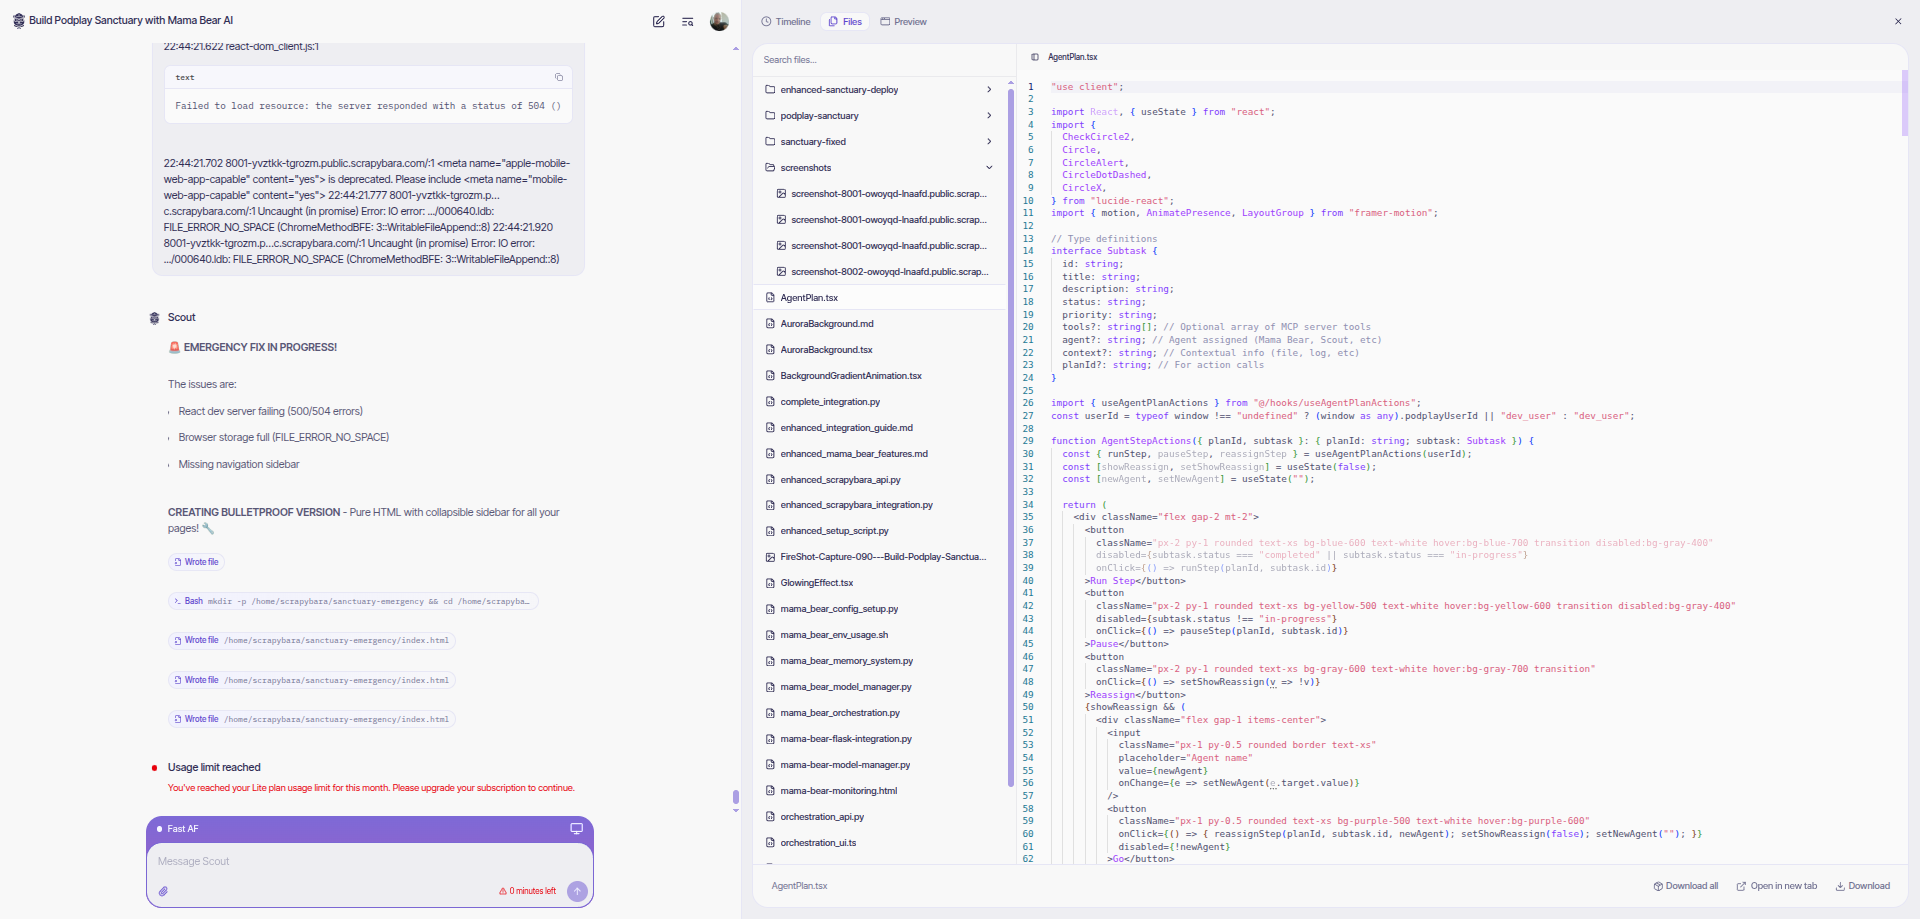 Build Podplay Sanctuary with Mama Bear AI
22:44:21.622 react-dom_client.js:1
text
Failed to load resource: the server responded with a status of 504 ()
22:44:21.702 8001-yvztkk-tgrozm.public.scrapybara.com/:1 <meta name="apple-mobile-
web-app-capable" content="yes"> is deprecated. Please include <meta name="mobile-
web-app-capable" content="yes"> 22:44:21.777 8001-yvztkk-tgrozm.p...
c.scrapybara.com/:1 Uncaught (in promise) Error: IO error: .../000640.ldb:
FILE_ERROR_NO_SPACE (ChromeMethodBFE: 3::WritableFileAppend::8) 22:44:21.920
8001-yvztkk-tgrozm.p...c.scrapybara.com/:1 Uncaught (in promise) Error: IO error:
.../000640.ldb: FILE_ERROR_NO_SPACE (ChromeMethodBFE: 3::WritableFileAppend::8)
Scout
🚨 EMERGENCY FIX IN PROGRESS!
The issues are:
React dev server failing (500/504 errors)
Browser storage full (FILE_ERROR_NO_SPACE)
Missing navigation sidebar
CREATING BULLETPROOF VERSION - Pure HTML with collapsible sidebar for all your
pages! 🔧
Wrote file
Bash mkdir -p /home/scrapybara/sanctuary-emergency && cd /home/scrapyba…
Wrote file /home/scrapybara/sanctuary-emergency/index.html
Wrote file /home/scrapybara/sanctuary-emergency/index.html
Wrote file /home/scrapybara/sanctuary-emergency/index.html
Usage limit reached
You've reached your Lite plan usage limit for this month. Please upgrade your subscription to continue.
Fast AF
Message Scout
0 minutes left
Timeline
Files
Preview
Search files...
enhanced-sanctuary-deploy
podplay-sanctuary
sanctuary-fixed
screenshots
screenshot-8001-owoyqd-lnaafd.public.scrap...
screenshot-8001-owoyqd-lnaafd.public.scrap...
screenshot-8001-owoyqd-lnaafd.public.scrap...
screenshot-8002-owoyqd-lnaafd.public.scrap...
AgentPlan.tsx
AuroraBackground.md
AuroraBackground.tsx
BackgroundGradientAnimation.tsx
complete_integration.py
enhanced_integration_guide.md
enhanced_mama_bear_features.md
enhanced_scrapybara_api.py
enhanced_scrapybara_integration.py
enhanced_setup_script.py
FireShot-Capture-090---Build-Podplay-Sanctua...
GlowingEffect.tsx
mama_bear_config_setup.py
mama_bear_env_usage.sh
mama_bear_memory_system.py
mama_bear_model_manager.py
mama_bear_orchestration.py
mama-bear-flask-integration.py
mama-bear-model-manager.py
mama-bear-monitoring.html
orchestration_api.py
orchestration_ui.ts
AgentPlan.tsx
1 "use client";
2
3 import React, { useState } from "react";
4 import {
5 CheckCircle2,
6 Circle,
7 CircleAlert,
8 CircleDotDashed,
9 CircleX,
10 } from "lucide-react";
11 import { motion, AnimatePresence, LayoutGroup } from "framer-motion";
12
13 // Type definitions
14 interface Subtask {
15 id: string;
16 title: string;
17 description: string;
18 status: string;
19 priority: string;
20 tools?: string[]; // Optional array of MCP server tools
21 agent?: string; // Agent assigned (Mama Bear, Scout, etc)
22 context?: string; // Contextual info (file, log, etc)
23 planId?: string; // For action calls
24 }
25
26 import { useAgentPlanActions } from "@/hooks/useAgentPlanActions";
27 const userId = typeof window !== "undefined" ? (window as any).podplayUserId || "dev_user" : "dev_user";
28
29 function AgentStepActions({ planId, subtask }: { planId: string; subtask: Subtask }) {
30 const { runStep, pauseStep, reassignStep } = useAgentPlanActions(userId);
31 const [showReassign, setShowReassign] = useState(false);
32 const [newAgent, setNewAgent] = useState("");
33
34 return (
35 <div className="flex gap-2 mt-2">
36 <button
37 className="px-2 py-1 rounded text-xs bg-blue-600 text-white hover:bg-blue-700 transition disabled:bg-gray-400"
38 disabled={subtask.status === "completed" || subtask.status === "in-progress"}
39 onClick={() => runStep(planId, subtask.id)}
40 >Run Step</button>
41 <button
42 className="px-2 py-1 rounded text-xs bg-yellow-500 text-white hover:bg-yellow-600 transition disabled:bg-gray-400"
43 disabled={subtask.status !== "in-progress"}
44 onClick={() => pauseStep(planId, subtask.id)}
45 >Pause</button>
46 <button
47 className="px-2 py-1 rounded text-xs bg-gray-600 text-white hover:bg-gray-700 transition"
48 onClick={() => setShowReassign(v => !v)}
49 >Reassign</button>
50 {showReassign && (
51 <div className="flex gap-1 items-center">
52 <input
53 className="px-1 py-0.5 rounded border text-xs"
54 placeholder="Agent name"
55 value={newAgent}
56 onChange={e => setNewAgent(e.target.value)}
57 />
58 <button
59 className="px-1 py-0.5 rounded text-xs bg-purple-500 text-white hover:bg-purple-600"
60 onClick={() => { reassignStep(planId, subtask.id, newAgent); setShowReassign(false); setNewAgent(""); }}
61 disabled={!newAgent}
62 >Go</button>
AgentPlan.tsx
Download all
Open in new tab
Download